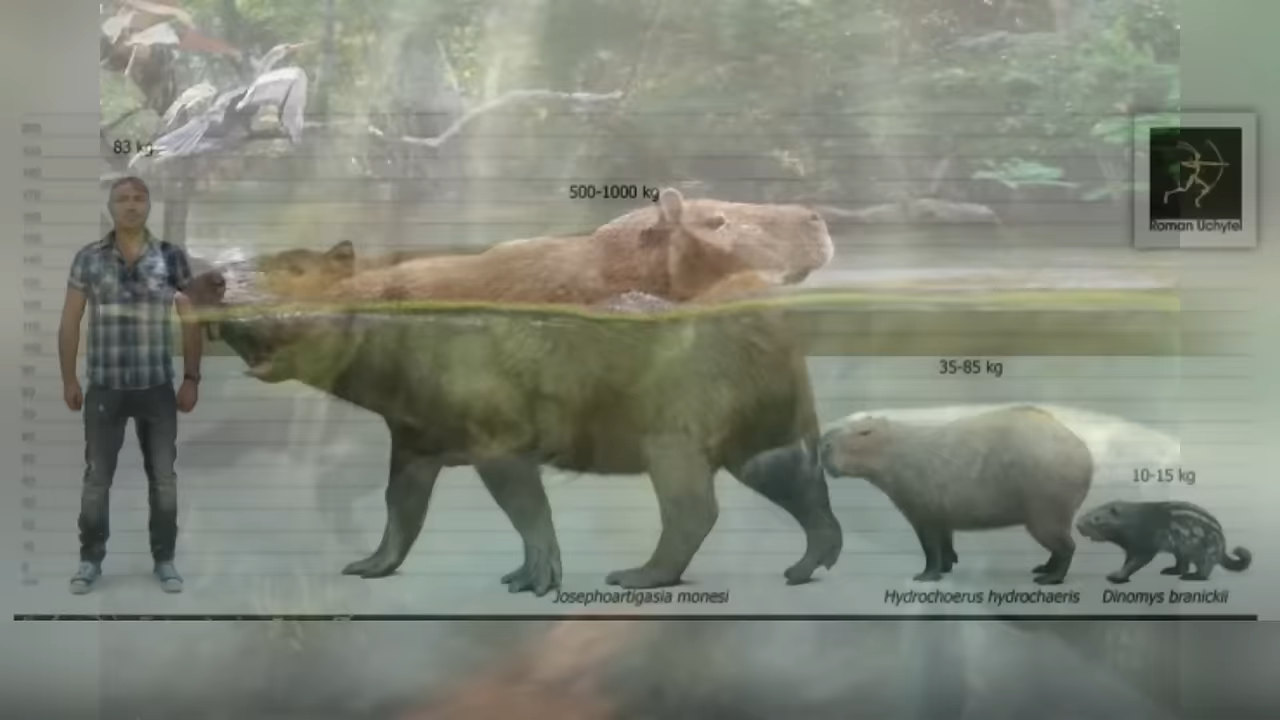 83 kg
500-1000 kg
Roman Uchytel
35-85 kg
10-15 kg
Josephoartigasia monesi
Hydrochoerus hydrochaeris
Dinomys branickii